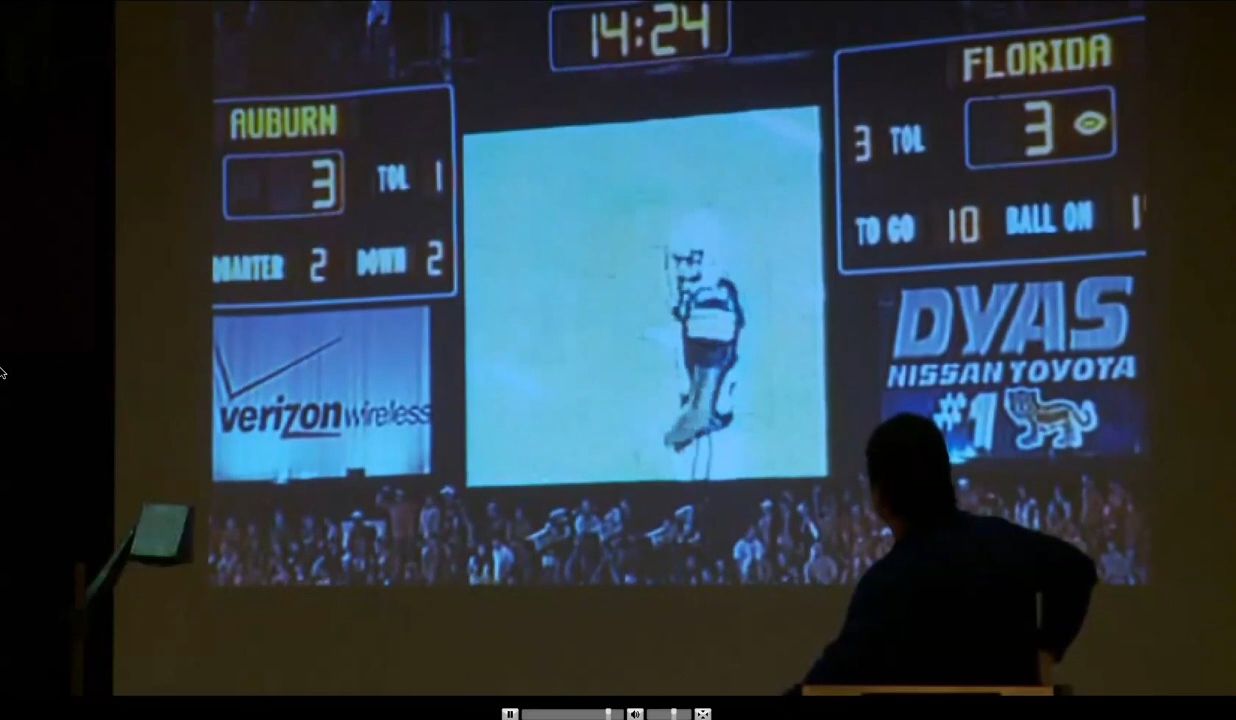 14:24
AUBURN
3 TOL 1
QUARTER 2 DOWN 2
FLORIDA
3 TOL 3
TO GO 10 BALL ON 1
verizon wireless
DYAS
NISSAN TOYOTA
#1